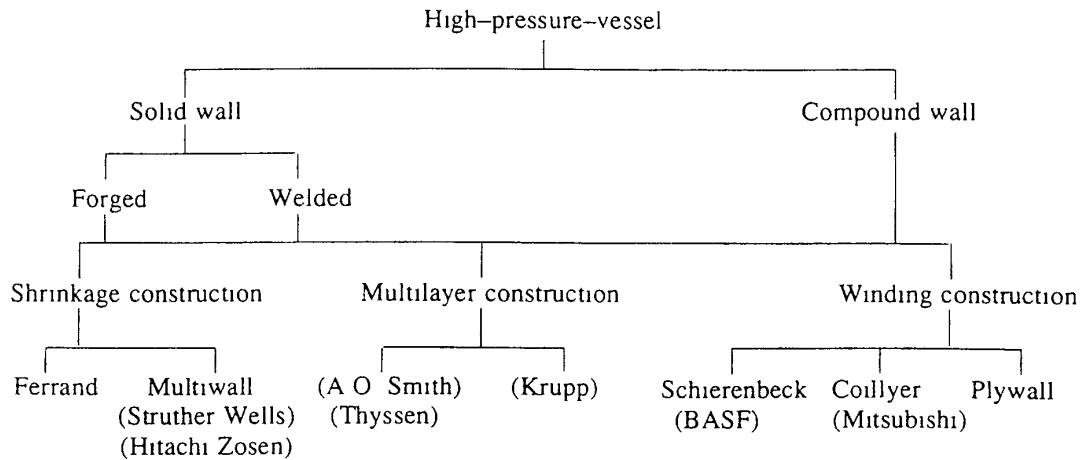 High–pressure–vessel
Solid wall
Compound wall
Forged
Welded
Shrinkage construction
Multilayer construction
Winding construction
Ferrand
Multiwall
(Struther Wells)
(Hitachi Zosen)
(A O Smith)
(Thyssen)
(Krupp)
Schierenbeck
(BASF)
Coillyer
(Mitsubishi)
Plywall